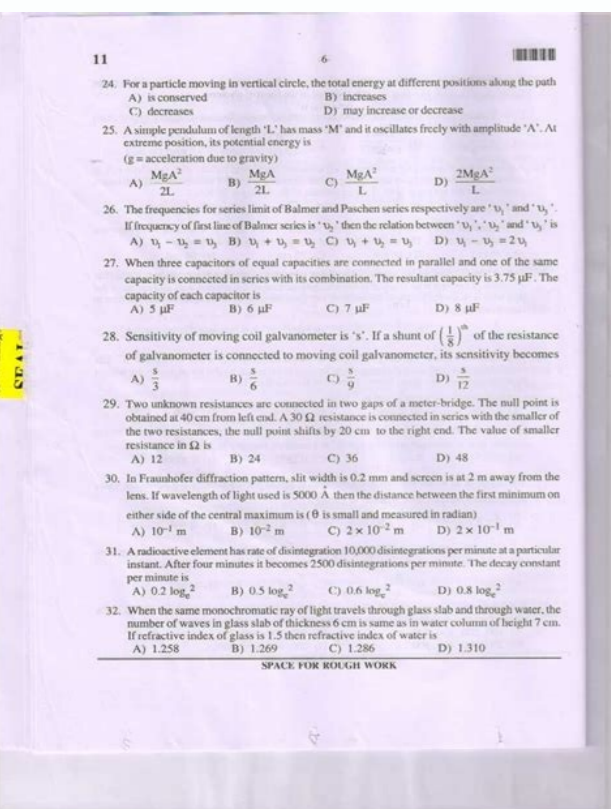 11
6
24. For a particle moving in vertical circle, the total energy at different positions along the path
A) is conserved B) increases
C) decreases D) may increase or decrease
25. A simple pendulum of length 'L' has mass 'M' and it oscillates freely with amplitude 'A'. At
extreme position, its potential energy is
(g = acceleration due to gravity)
A) MgA²/2L B) MgA/2L C) MgA²/L D) 2MgA²/L
26. The frequencies for series limit of Balmer and Paschen series respectively are 'υ₁' and 'υ₃'.
If frequency of first line of Balmer series is 'υ₂' then the relation between 'υ₁', 'υ₂' and 'υ₃' is
A) υ₁ – υ₂ = υ₃ B) υ₁ + υ₃ = υ₂ C) υ₁ + υ₂ = υ₃ D) υ₁ – υ₃ = 2υ₁
27. When three capacitors of equal capacities are connected in parallel and one of the same
capacity is connected in series with its combination. The resultant capacity is 3.75 μF. The
capacity of each capacitor is
A) 5 μF B) 6 μF C) 7 μF D) 8 μF
28. Sensitivity of moving coil galvanometer is 's'. If a shunt of (1/8)th of the resistance
of galvanometer is connected to moving coil galvanometer, its sensitivity becomes
A) s/3 B) s/6 C) s/9 D) s/12
29. Two unknown resistances are connected in two gaps of a meter-bridge. The null point is
obtained at 40 cm from left end. A 30 Ω resistance is connected in series with the smaller of
the two resistances, the null point shifts by 20 cm to the right end. The value of smaller
resistance in Ω is
A) 12 B) 24 C) 36 D) 48
30. In Fraunhofer diffraction pattern, slit width is 0.2 mm and screen is at 2 m away from the
lens. If wavelength of light used is 5000 Å then the distance between the first minimum on
either side of the central maximum is (θ is small and measured in radian)
A) 10⁻¹ m B) 10⁻² m C) 2 × 10⁻² m D) 2 × 10⁻¹ m
31. A radioactive element has rate of disintegration 10,000 disintegrations per minute at a particular
instant. After four minutes it becomes 2500 disintegrations per minute. The decay constant
per minute is
A) 0.2 logₑ² B) 0.5 logₑ² C) 0.6 logₑ² D) 0.8 logₑ²
32. When the same monochromatic ray of light travels through glass slab and through water, the
number of waves in glass slab of thickness 6 cm is same as in water column of height 7 cm.
If refractive index of glass is 1.5 then refractive index of water is
A) 1.258 B) 1.269 C) 1.286 D) 1.310
SPACE FOR ROUGH WORK
SEAL